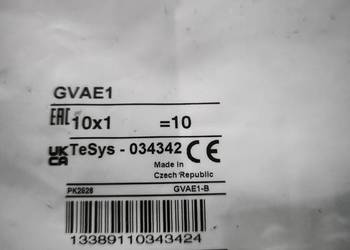 GVAE1
EAC 10x1 =10
UK CA TeSys - 034342 CE
Made in
Czech Republic
PK2628 GVAE1-B
13389110343424